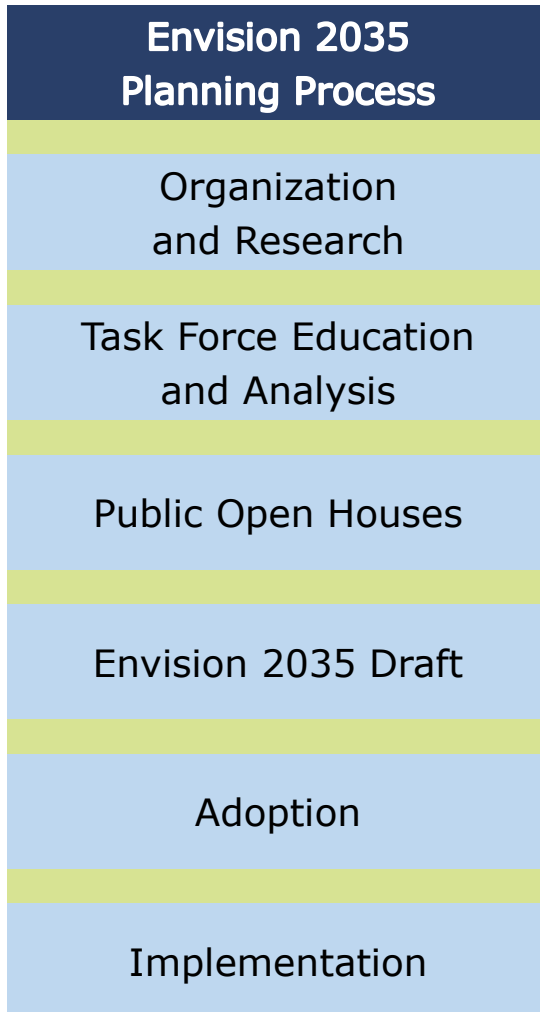 Envision 2035
Planning Process
Organization
and Research
Task Force Education
and Analysis
Public Open Houses
Envision 2035 Draft
Adoption
Implementation